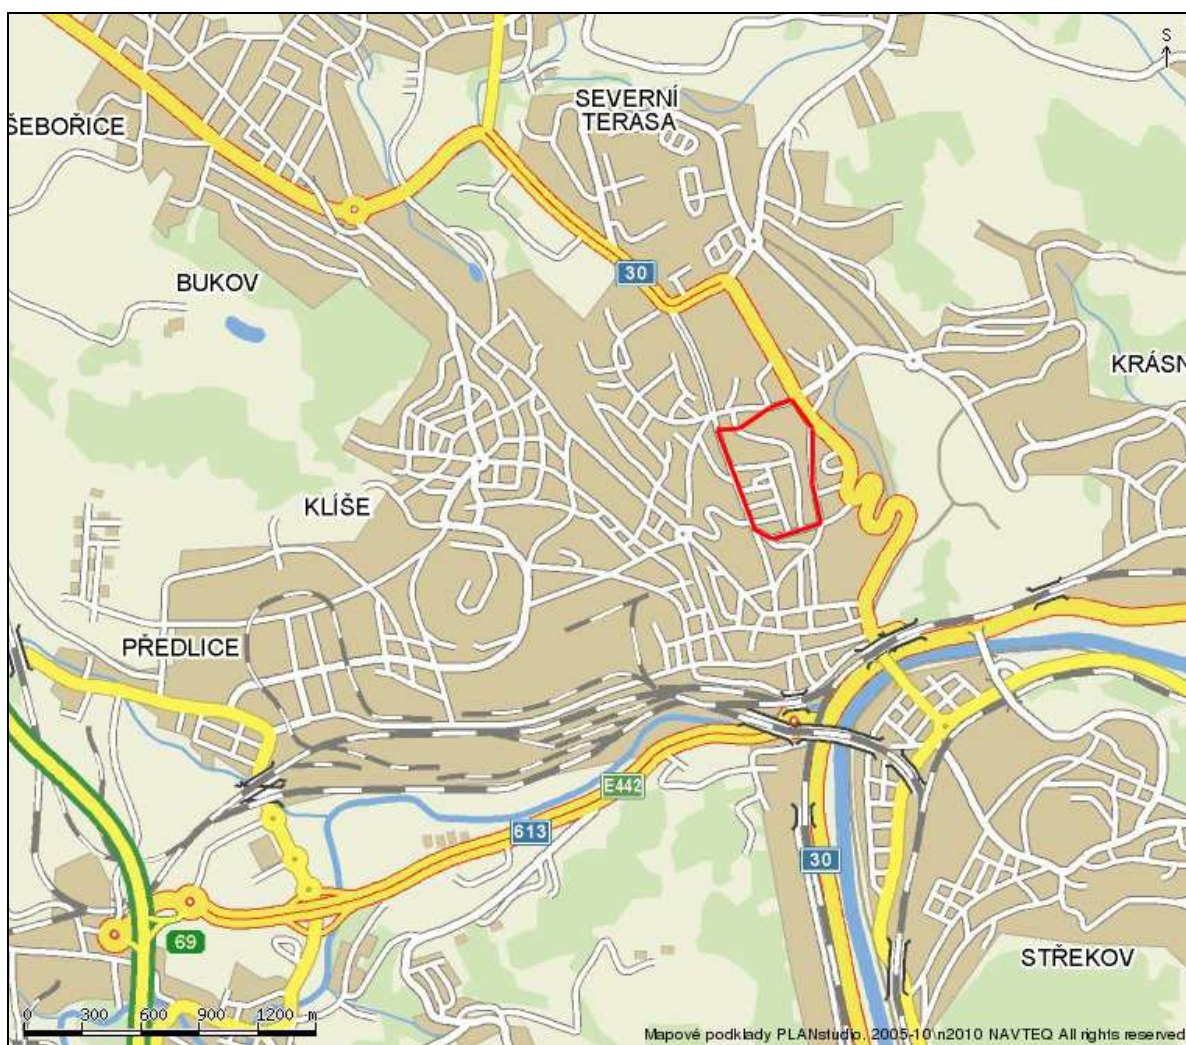 S
SEVERNÍ
TERASA
ŠEBOŘICE
30
BUKOV
KRÁSN
KLÍŠE
PŘEDLICE
E442
613
30
69
STŘEKOV
0 300 600 900 1200 m
Mapové podklady PLANstudio, 2005-10 \n2010 NAVTEQ All rights reserved